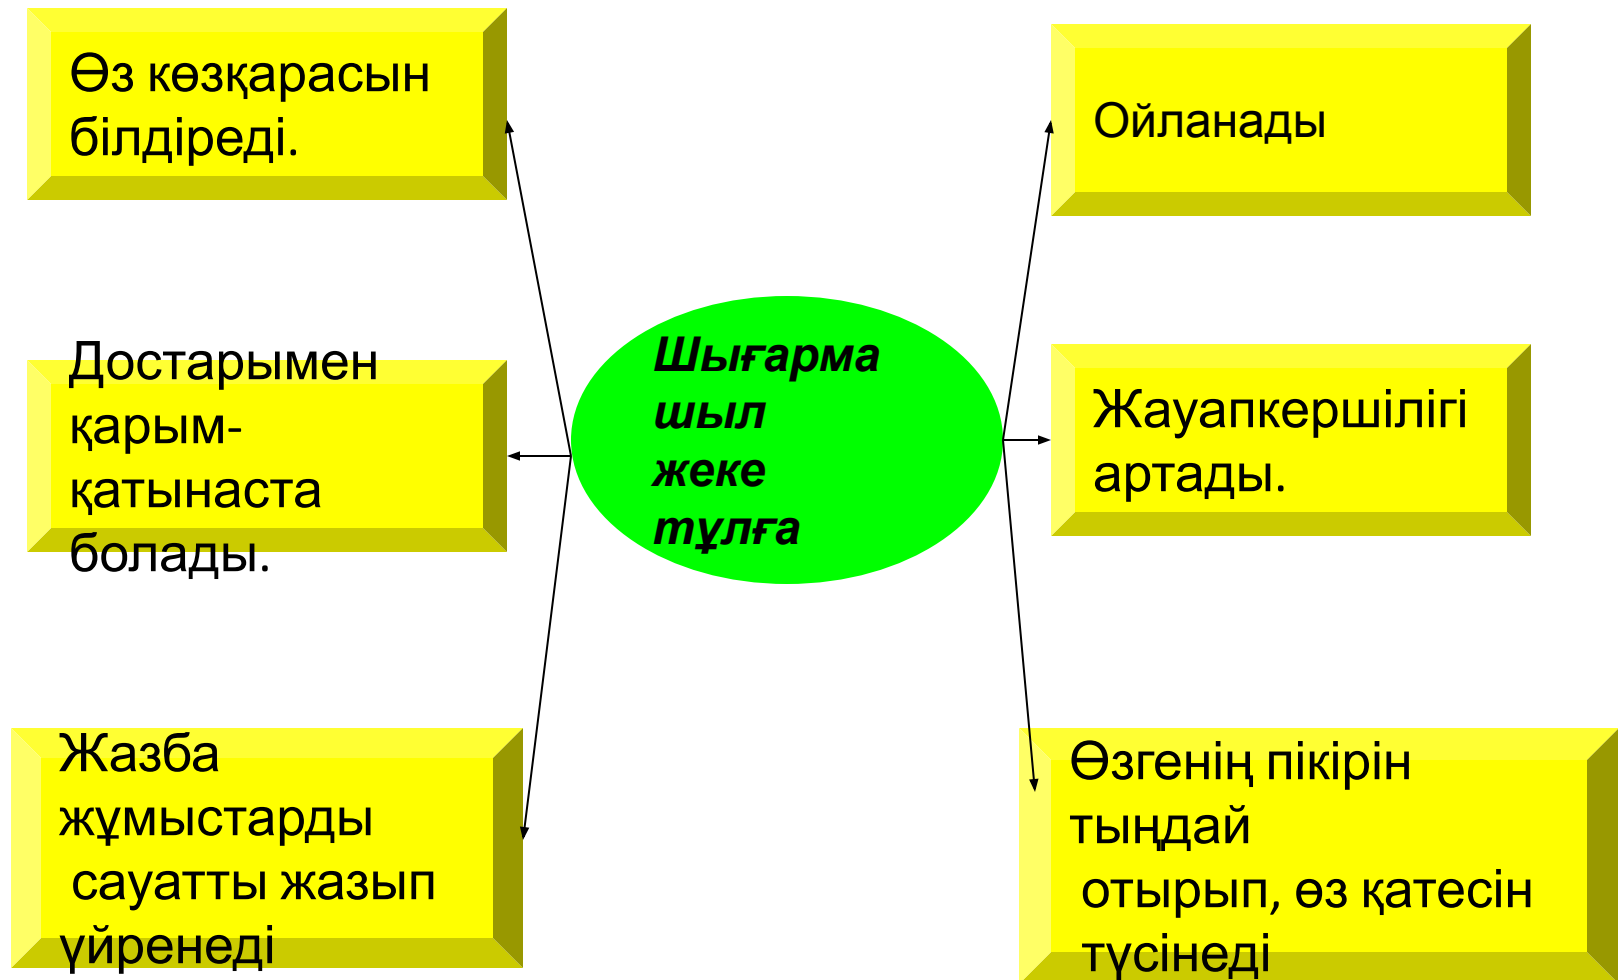 Өз көзқарасын
білдіреді.
Ойланады
Достарымен
қарым-
қатынаста
болады.
Шығарма
шыл
жеке
тұлға
Жауапкершілігі
артады.
Жазба
жұмыстарды
сауатты жазып
үйренеді
Өзгенің пікірін
тыңдай
отырып, өз қатесін
түсінеді